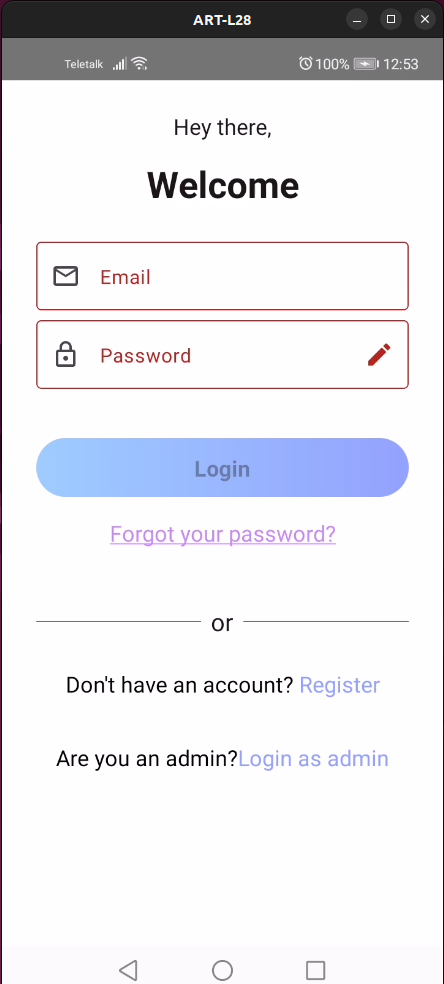 ART-L28
Teletalk 100% 12:53
Hey there,
Welcome
Email
Password
Login
Forgot your password?
or
Don't have an account? Register
Are you an admin?Login as admin